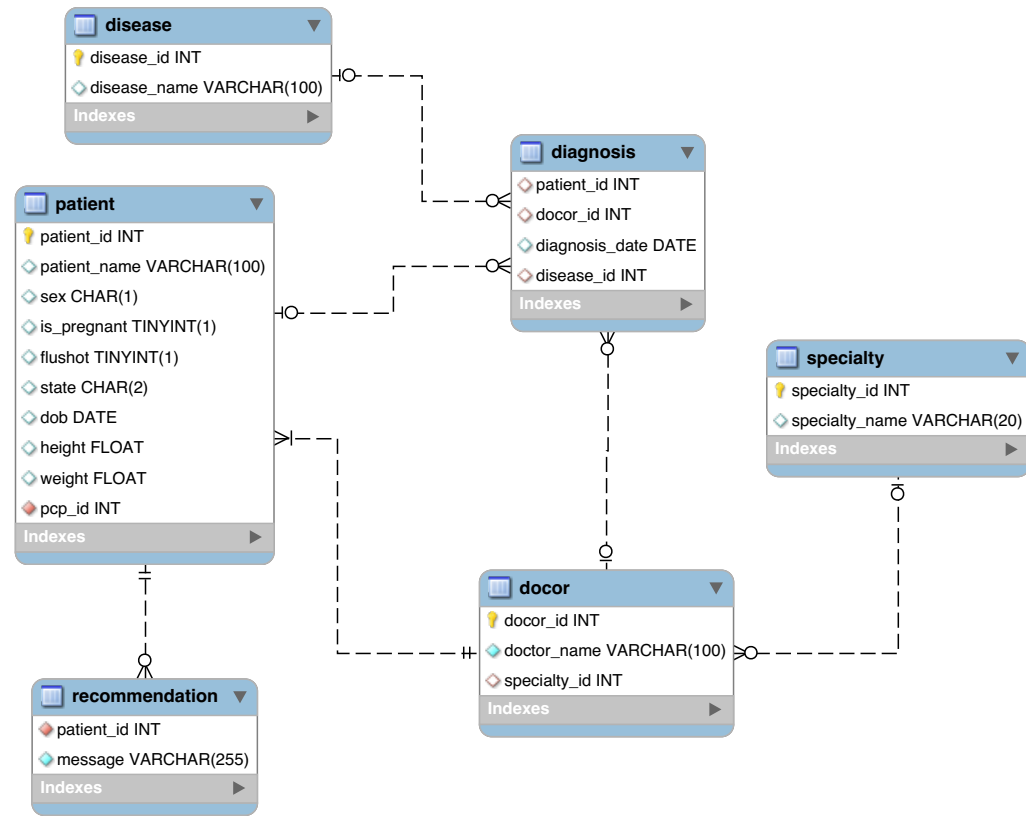 disease
disease_id INT
disease_name VARCHAR(100)
Indexes
diagnosis
patient_id INT
docor_id INT
diagnosis_date DATE
disease_id INT
Indexes
patient
patient_id INT
patient_name VARCHAR(100)
sex CHAR(1)
is_pregnant TINYINT(1)
flushot TINYINT(1)
state CHAR(2)
dob DATE
height FLOAT
weight FLOAT
pcp_id INT
Indexes
specialty
specialty_id INT
specialty_name VARCHAR(20)
Indexes
docor
docor_id INT
doctor_name VARCHAR(100)
specialty_id INT
Indexes
recommendation
patient_id INT
message VARCHAR(255)
Indexes